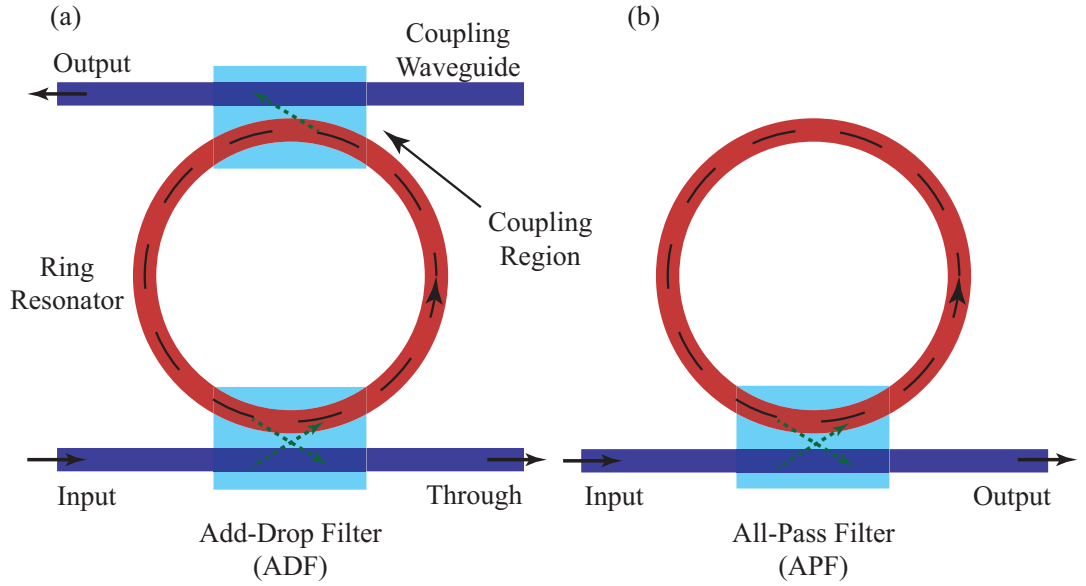 (a)
Output
Coupling
Waveguide
Coupling
Region
Ring
Resonator
Input
Through
Add-Drop Filter
(ADF)
(b)
Input
Output
All-Pass Filter
(APF)